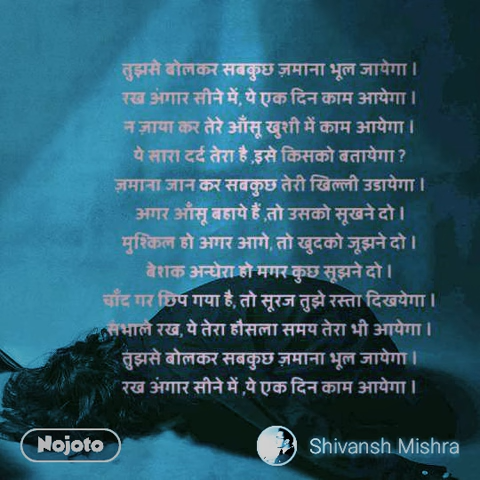 तुझसे बोलकर सबकुछ ज़माना भूल जायेगा ।
रख अंगार सीने में, ये एक दिन काम आयेगा ।
न ज़ाया कर तेरे आँसू खुशी में काम आयेगा ।
ये सारा दर्द तेरा है ,इसे किसको बतायेगा ?
ज़माना जान कर सबकुछ तेरी खिल्ली उडायेगा ।
अगर आँसू बहाये हैं ,तो उसको सूखने दो ।
मुश्किल हो अगर आगे, तो खुदको जूझने दो ।
बेशक अन्धेरा हो मगर कुछ सूझने दो ।
चाँद गर छिप गया है, तो सूरज तुझे रस्ता दिखयेगा ।
संभाले रख, ये तेरा हौसला समय तेरा भी आयेगा ।
तुझसे बोलकर सबकुछ ज़माना भूल जायेगा ।
रख अंगार सीने में ,ये एक दिन काम आयेगा ।
Nojoto
Shivansh Mishra